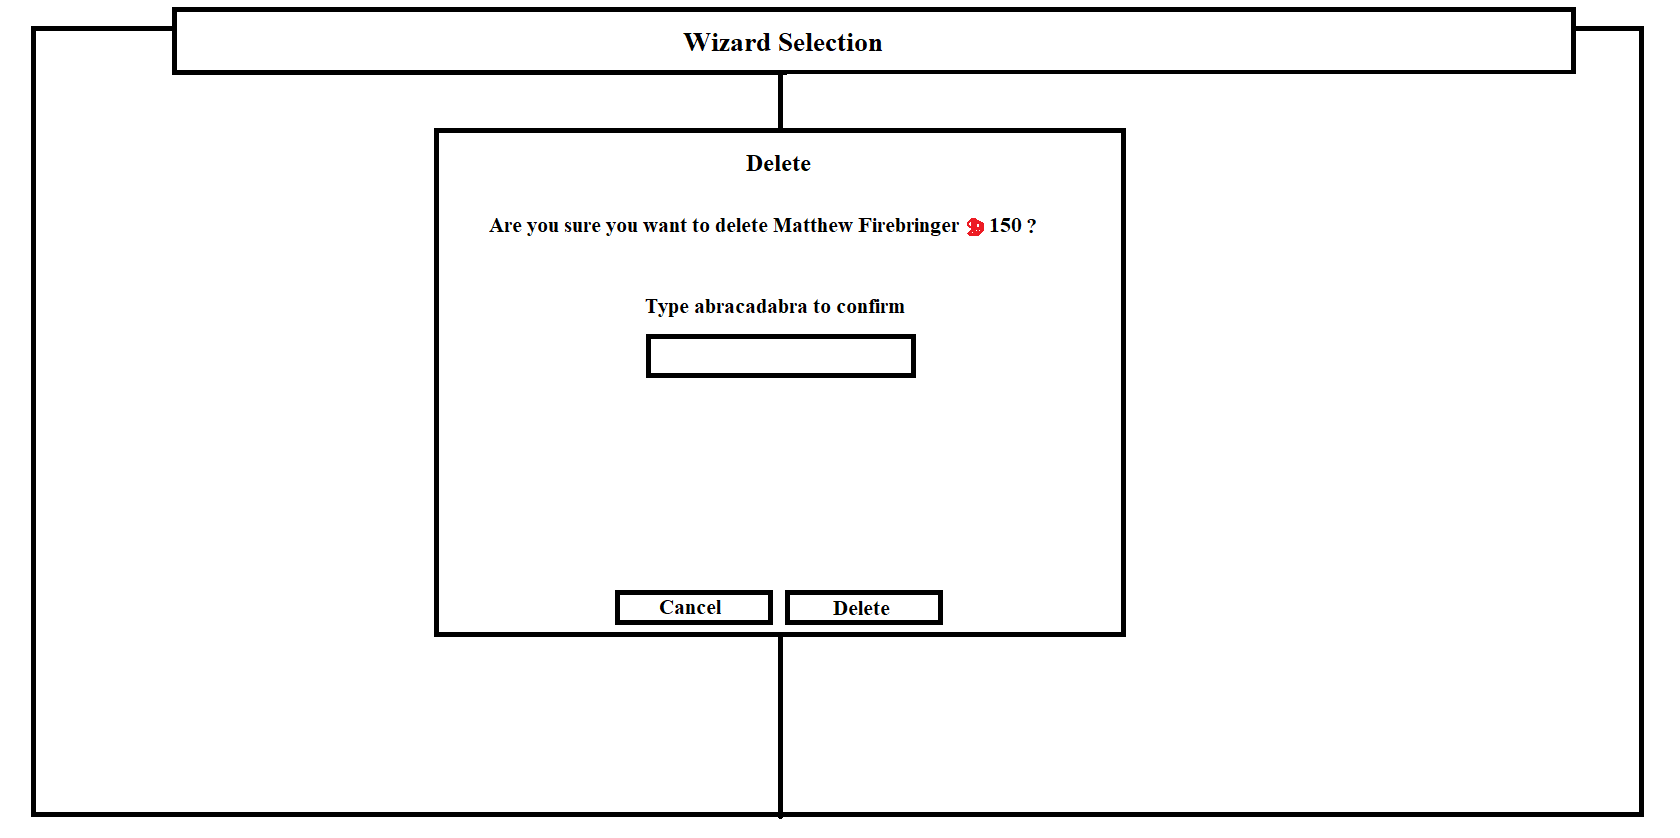 Wizard Selection
Delete
Are you sure you want to delete Matthew Firebringer 150 ?
Type abracadabra to confirm
Cancel
Delete